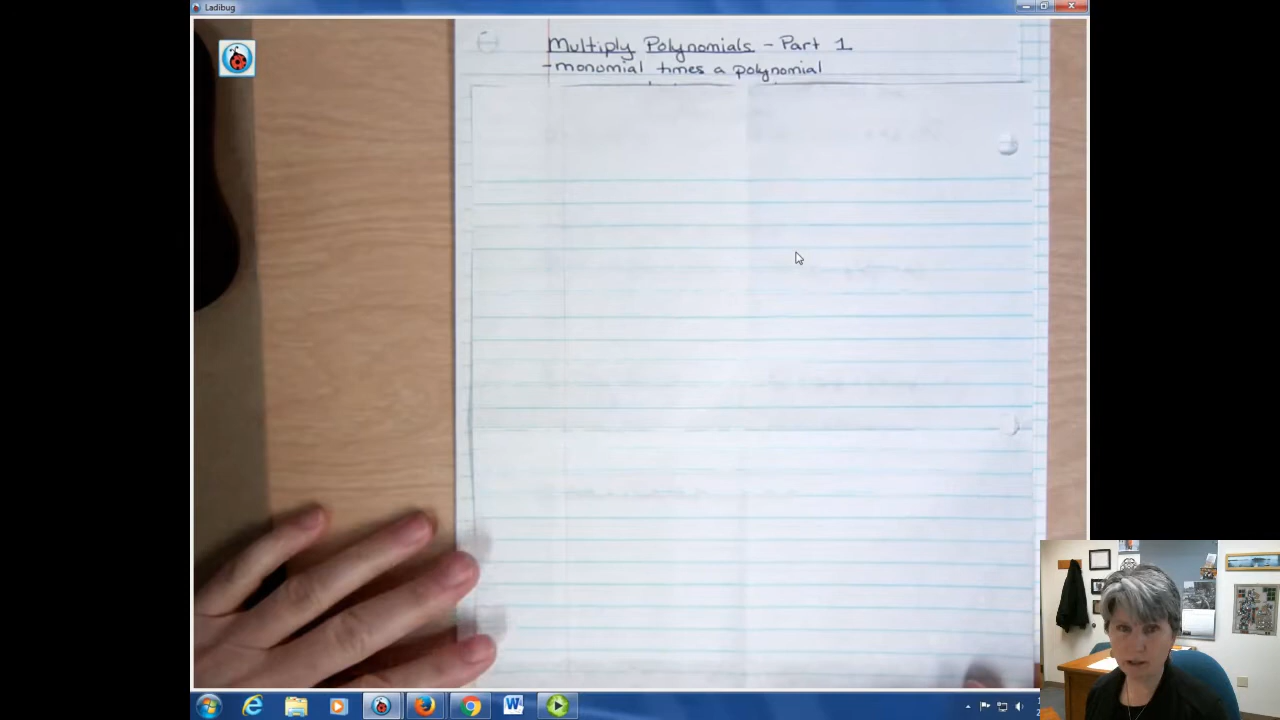 Ladibug
Multiply Polynomials - Part 1
- monomial times a polynomial